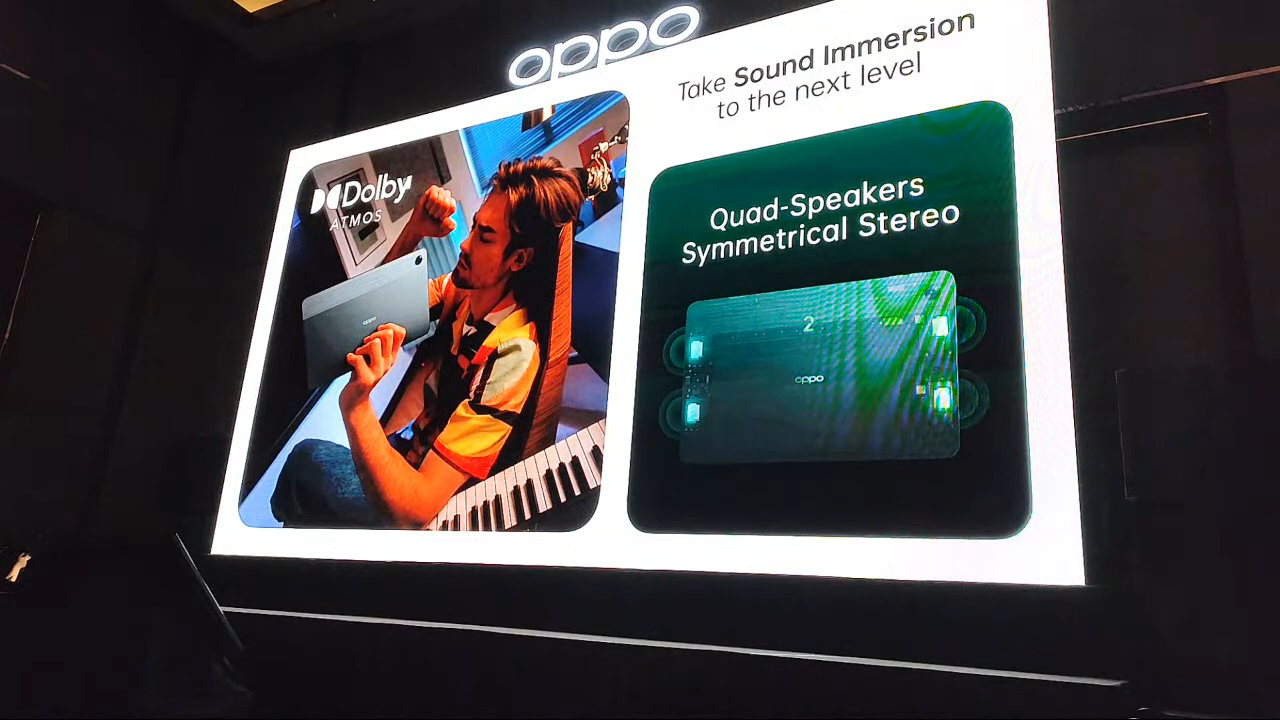 oppo
Take Sound Immersion
to the next level
Dolby
ATMOS
oppo
Quad-Speakers
Symmetrical Stereo
2
oppo